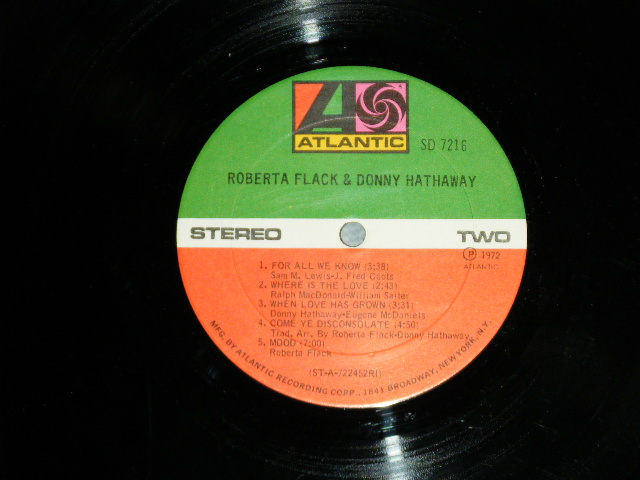 ATLANTIC
SD 7216
ROBERTA FLACK & DONNY HATHAWAY
STEREO TWO
Ⓟ 1972
ATLANTIC
1. FOR ALL WE KNOW (3:38)
Sam M. Lewis-J. Fred Coots
2. WHERE IS THE LOVE (2:43)
Ralph MacDonald-William Salter
3. WHEN LOVE HAS GROWN (3:31)
Donny Hathaway-Eugene McDaniels
4. COME YE DISCONSOLATE (4:50)
Trad. Arr. By Roberta Flack-Donny Hathaway
5. MOOD (7:00)
Roberta Flack
(ST-A-722452RI)
MFG. BY ATLANTIC RECORDING CORP., 1841 BROADWAY, NEW YORK, N.Y.